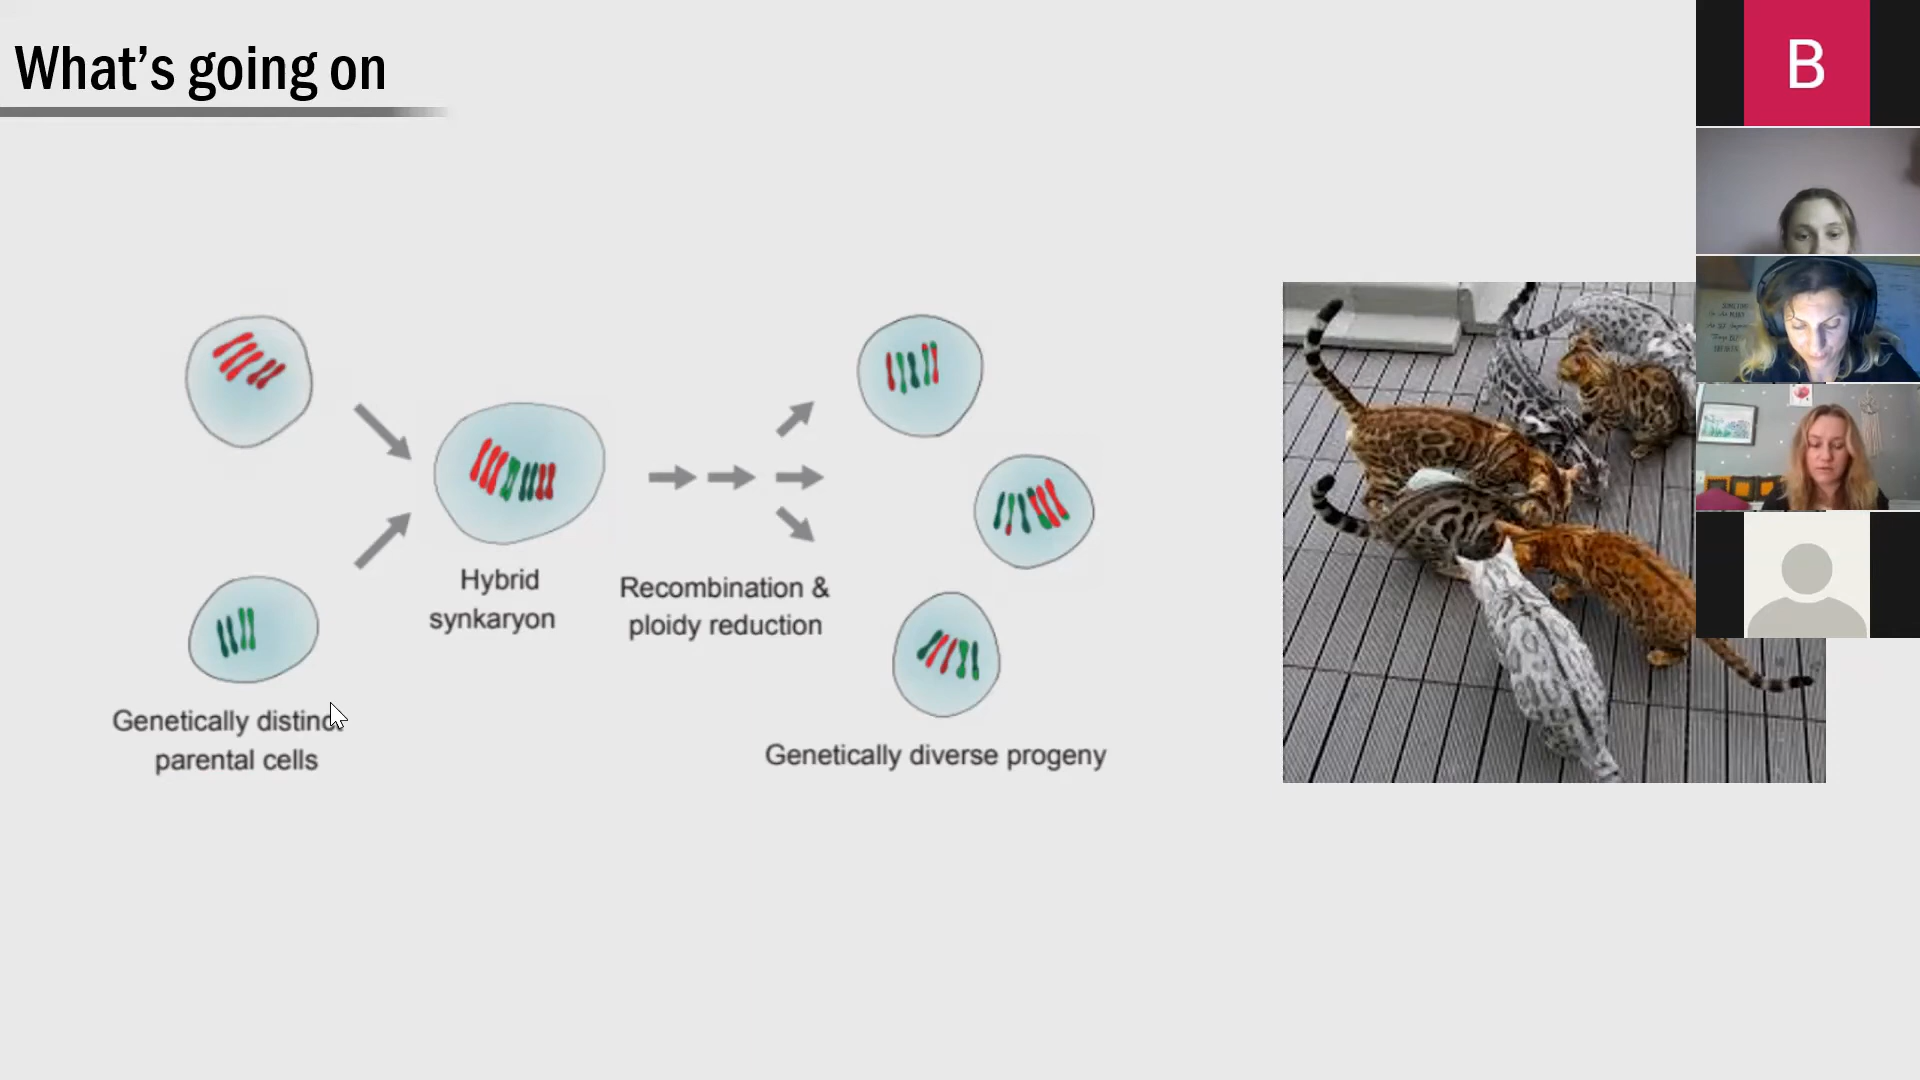 What's going on
B
Hybrid
synkaryon
Recombination &
ploidy reduction
Genetically distinct
parental cells
Genetically diverse progeny